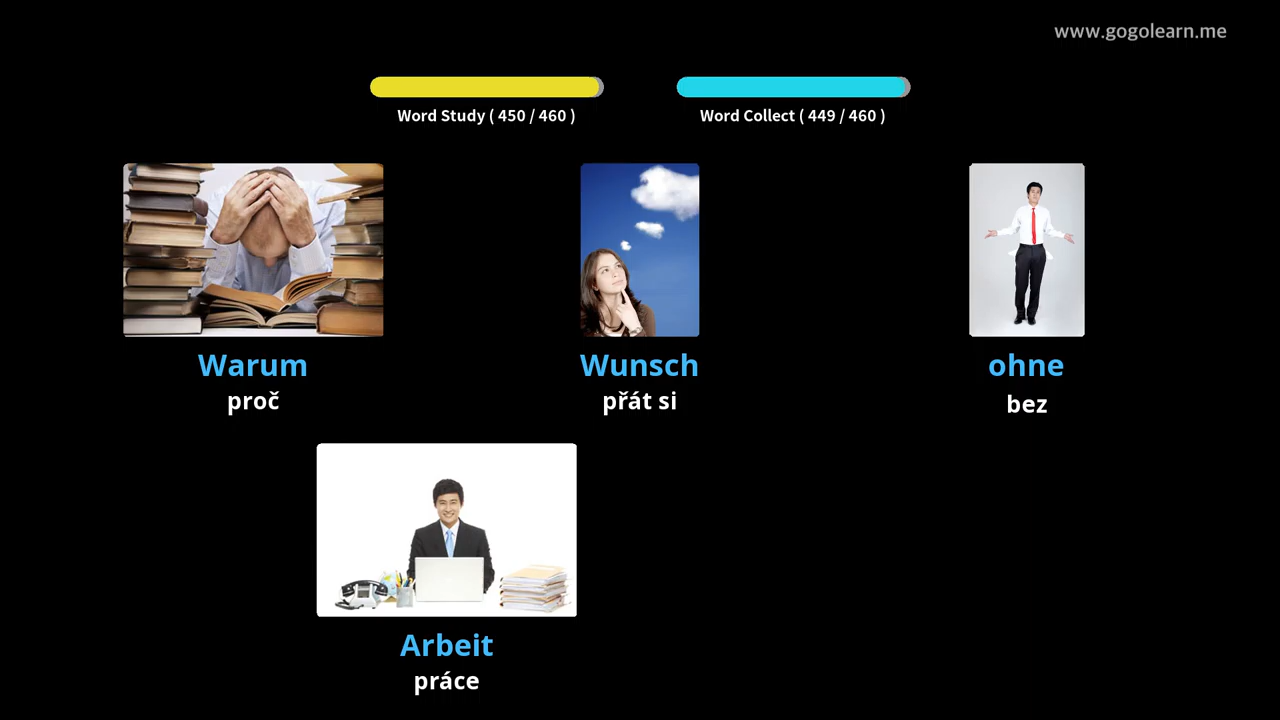 www.gogolearn.me
Word Study ( 450 / 460 )
Word Collect ( 449 / 460 )
Warum
proč
Wunsch
přát si
ohne
bez
Arbeit
práce